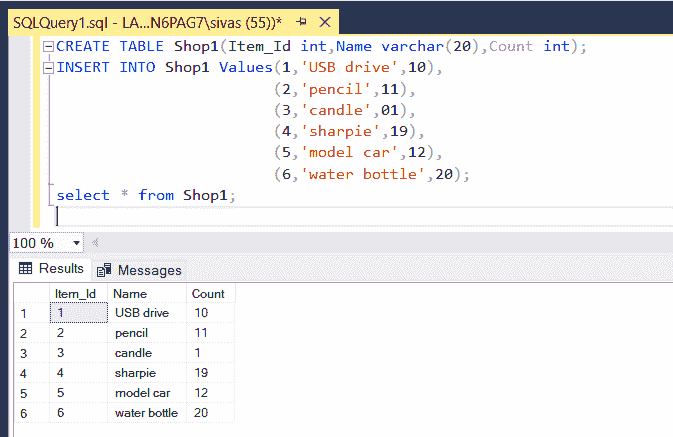 SQLQuery1.sql - LA...N6PAG7\sivas (55))*
CREATE TABLE Shop1(Item_Id int,Name varchar(20),Count int);
INSERT INTO Shop1 Values(1,'USB drive',10),
(2,'pencil',11),
(3,'candle',01),
(4,'sharpie',19),
(5,'model car',12),
(6,'water bottle',20);
select * from Shop1;
100 %
Results Messages
Item_Id Name Count
1 1 USB drive 10
2 2 pencil 11
3 3 candle 1
4 4 sharpie 19
5 5 model car 12
6 6 water bottle 20